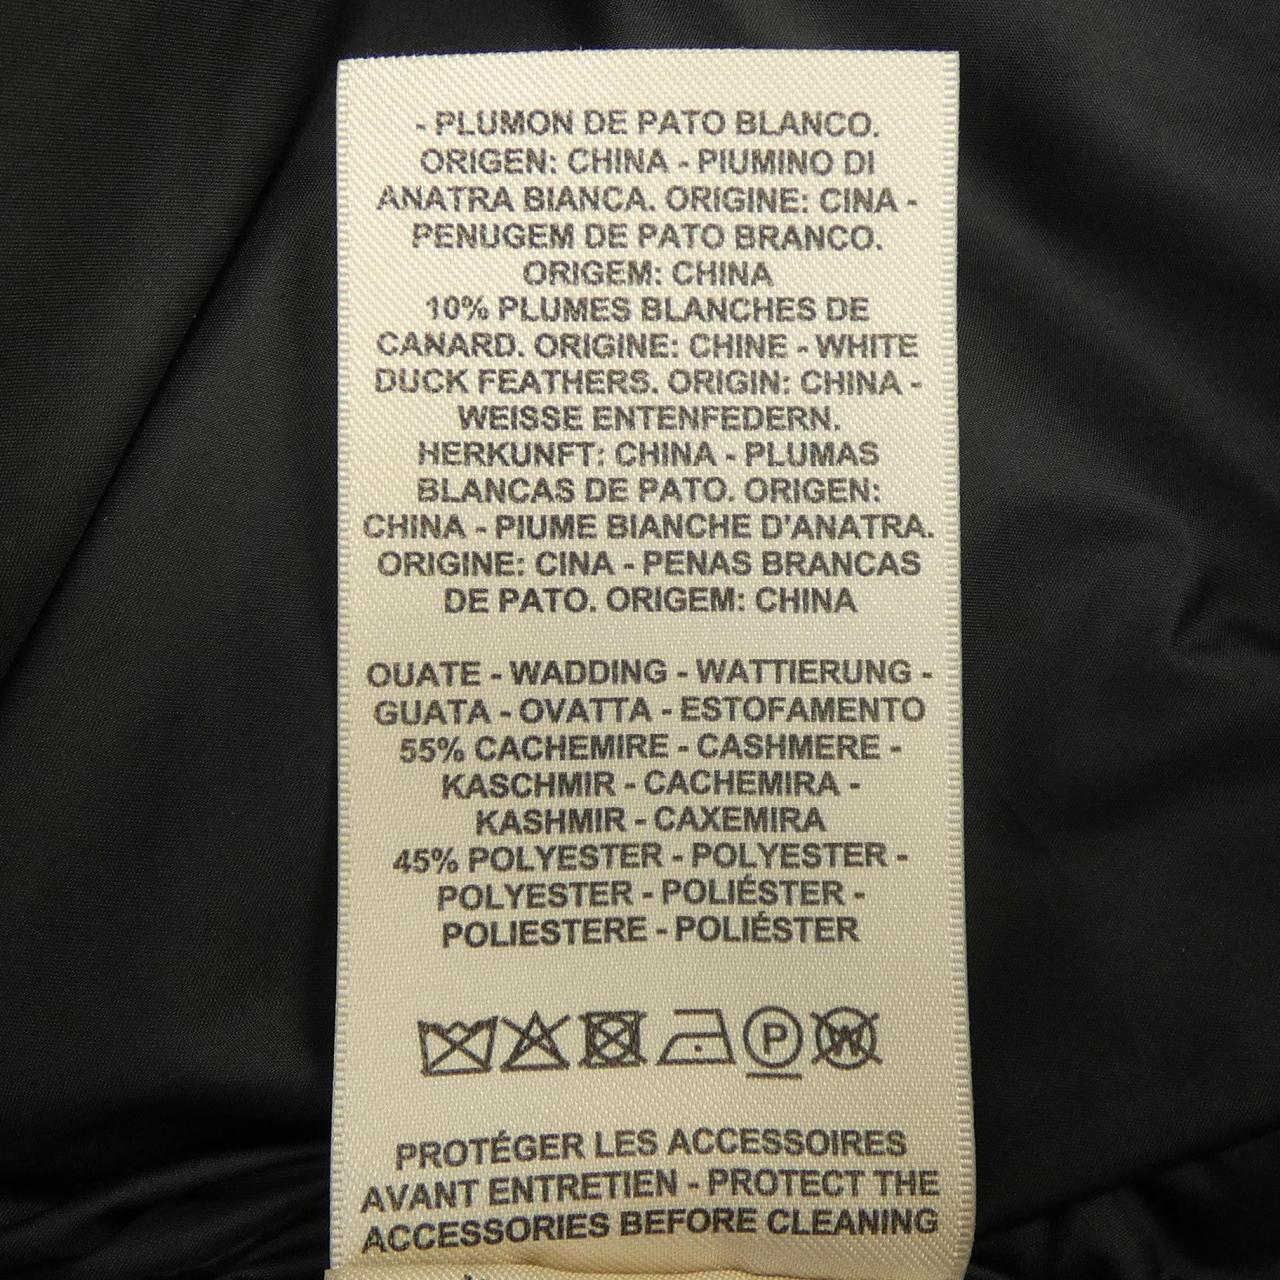 - PLUMON DE PATO BLANCO.
ORIGEN: CHINA - PIUMINO DI
ANATRA BIANCA. ORIGINE: CINA -
PENUGEM DE PATO BRANCO.
ORIGEM: CHINA
10% PLUMES BLANCHES DE
CANARD. ORIGINE: CHINE - WHITE
DUCK FEATHERS. ORIGIN: CHINA -
WEISSE ENTENFEDERN.
HERKUNFT: CHINA - PLUMAS
BLANCAS DE PATO. ORIGEN:
CHINA - PIUME BIANCHE D'ANATRA.
ORIGINE: CINA - PENAS BRANCAS
DE PATO. ORIGEM: CHINA
OUATE - WADDING - WATTIERUNG -
GUATA - OVATTA - ESTOFAMENTO
55% CACHEMIRE - CASHMERE -
KASCHMIR - CACHEMIRA -
KASHMIR - CAXEMIRA
45% POLYESTER - POLYESTER -
POLYESTER - POLIÉSTER -
POLIESTERE - POLIÉSTER
P W
PROTÉGER LES ACCESSOIRES
AVANT ENTRETIEN - PROTECT THE
ACCESSORIES BEFORE CLEANING